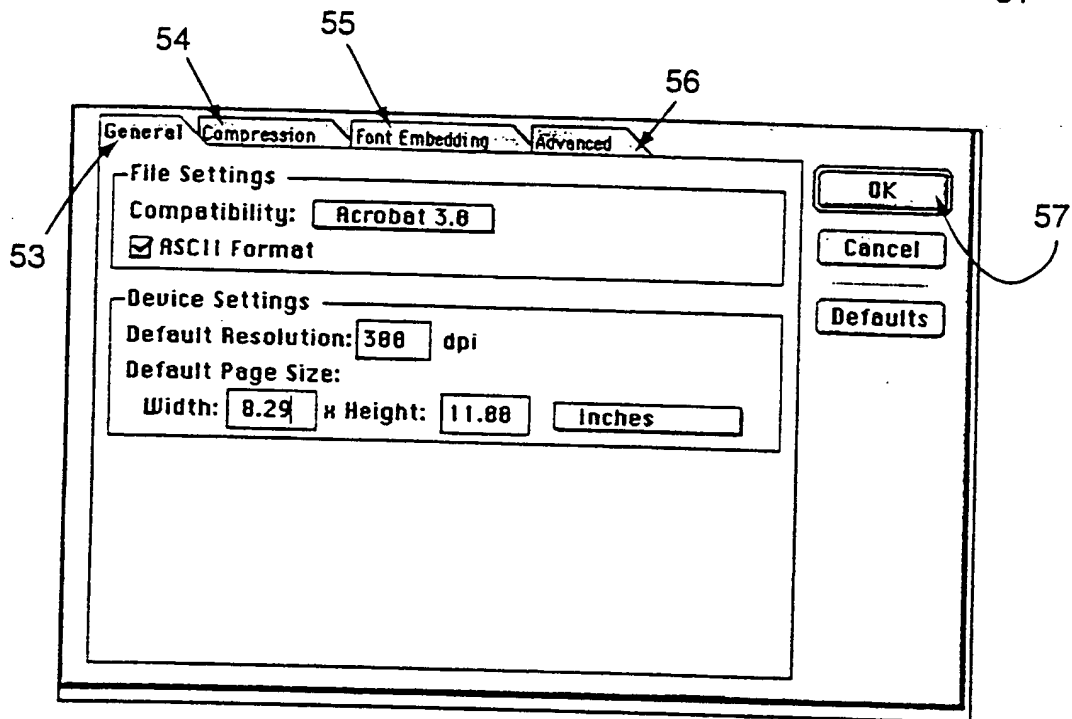 54
55
56
General Compression Font Embedding Advanced
53
File Settings
Compatibility: Acrobat 3.0
ASCII Format
Device Settings
Default Resolution: 300 dpi
Default Page Size:
Width: 8.29 x Height: 11.00 Inches
OK
57
Cancel
Defaults